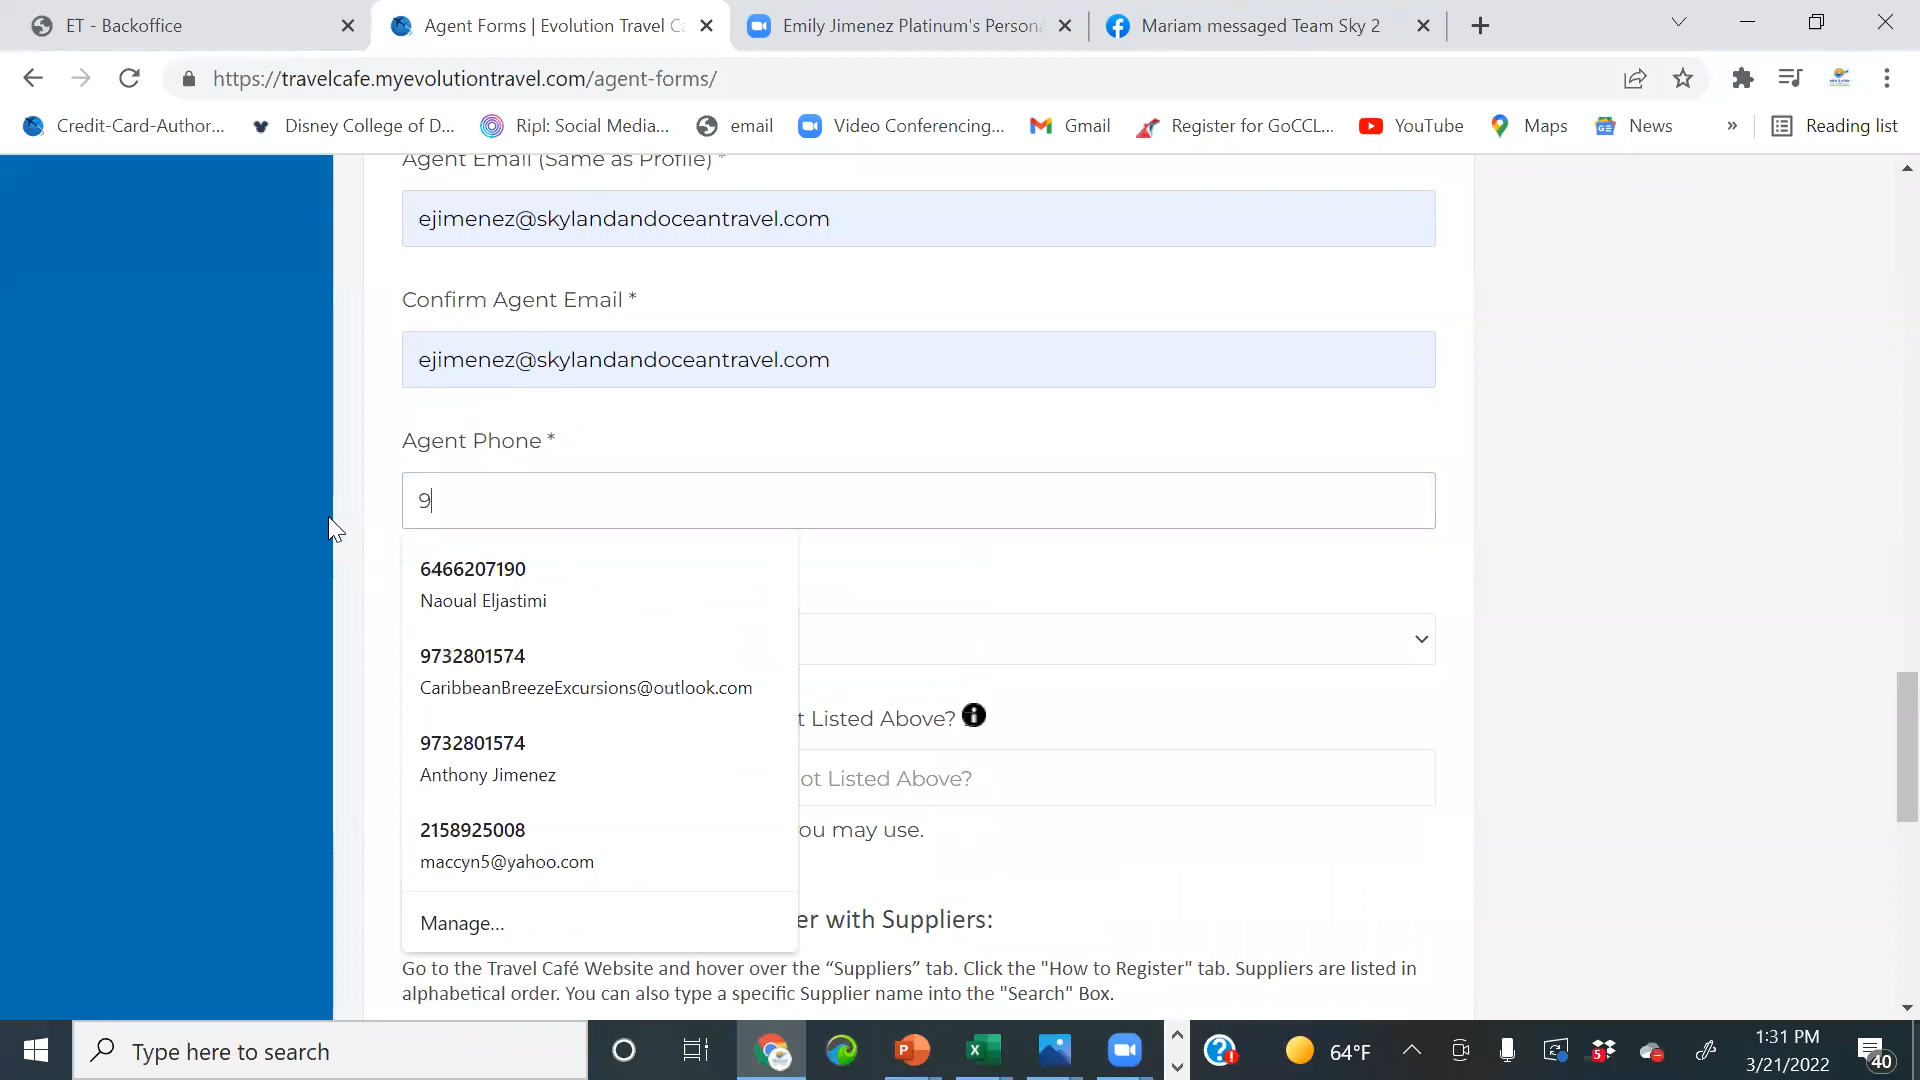 ET - Backoffice
Agent Forms | Evolution Travel Ca
Emily Jimenez Platinum's Persona
Mariam messaged Team Sky 2
https://travelcafe.myevolutiontravel.com/agent-forms/
Credit-Card-Author...
Disney College of D...
Ripl: Social Media...
email
Video Conferencing...
Gmail
Register for GoCCL...
YouTube
Maps
News
»
Reading list
Agent Email (Same as Profile) *
ejimenez@skylandandoceantravel.com
Confirm Agent Email *
ejimenez@skylandandoceantravel.com
Agent Phone *
9
6466207190
Naoual Eljastimi
9732801574
CaribbeanBreezeExcursions@outlook.com
t Listed Above?
9732801574
Anthony Jimenez
ot Listed Above?
2158925008
ou may use.
maccyn5@yahoo.com
Manage...
er with Suppliers:
Go to the Travel Café Website and hover over the “Suppliers” tab. Click the "How to Register" tab. Suppliers are listed in
alphabetical order. You can also type a specific Supplier name into the "Search" Box.
Type here to search
64°F
5
1:31 PM
3/21/2022
40